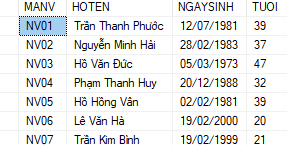 MANV HOTEN NGAYSINH TUOI
NV01 Trần Thanh Phước 12/07/1981 39
NV02 Nguyễn Minh Hải 28/02/1983 37
NV03 Hồ Văn Đức 05/03/1973 47
NV04 Phạm Thanh Huy 20/12/1988 32
NV05 Hồ Hồng Vân 02/02/1981 39
NV06 Lê Văn Hà 19/02/2000 20
NV07 Trần Kim Bình 19/02/1999 21